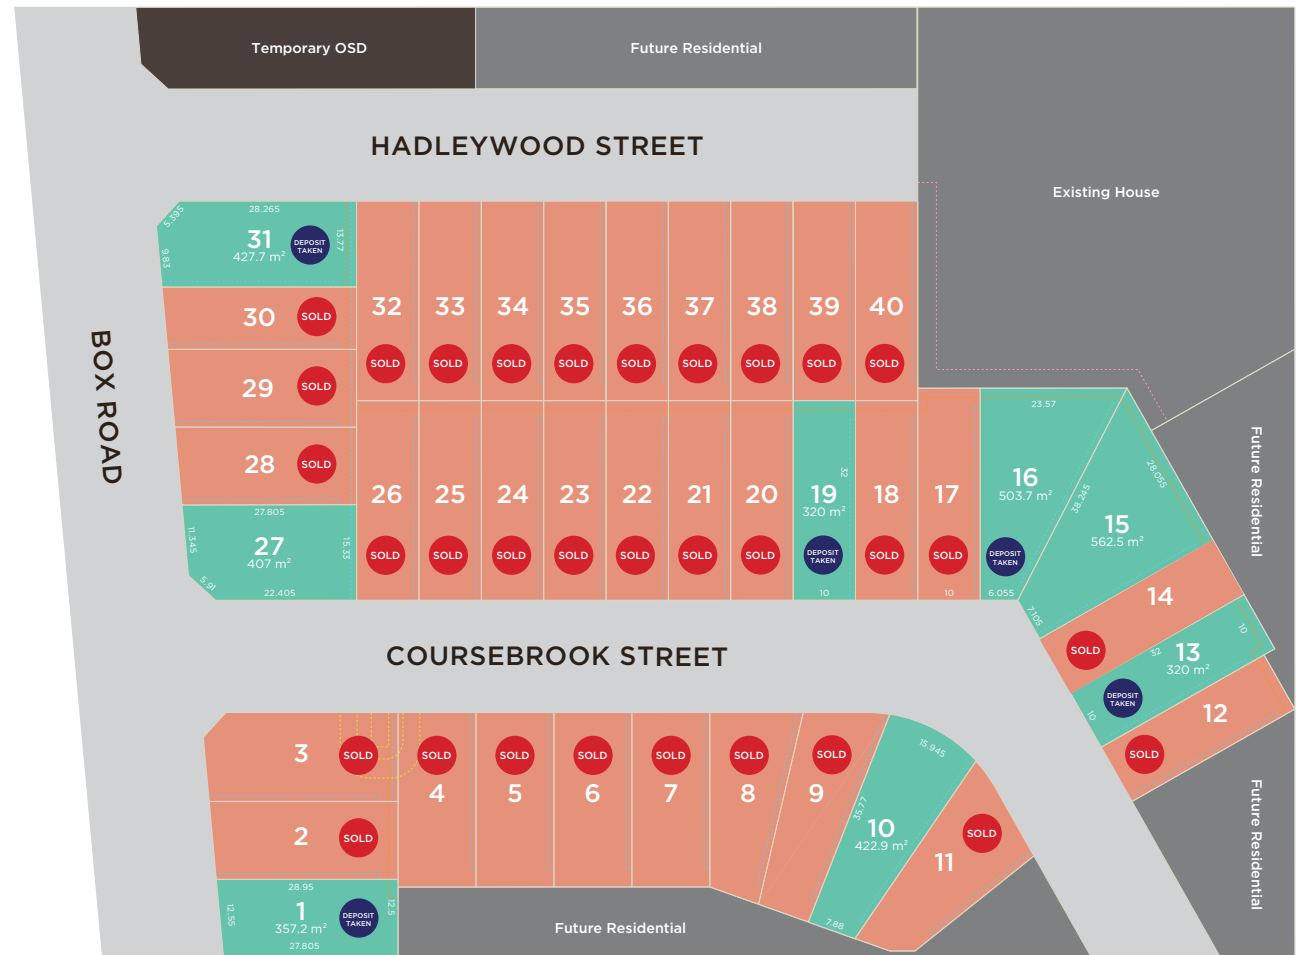 Temporary OSD
Future Residential
HADLEYWOOD STREET
Existing House
BOX ROAD
5.395
28.265
31
427.7 m²
DEPOSIT
TAKEN
13.77
9.83
30
SOLD
29
SOLD
28
SOLD
27.805
11.345
27
407 m²
15.33
5.91
22.405
32
SOLD
33
SOLD
34
SOLD
35
SOLD
36
SOLD
37
SOLD
38
SOLD
39
SOLD
40
SOLD
26
SOLD
25
SOLD
24
SOLD
23
SOLD
22
SOLD
21
SOLD
20
SOLD
32
19
320 m²
DEPOSIT
TAKEN
10
18
SOLD
17
SOLD
10
23.57
16
503.7 m²
DEPOSIT
TAKEN
6.055
38.245
28.055
15
562.5 m²
7.105
Future Residential
14
SOLD
10
32
13
320 m²
DEPOSIT
TAKEN
10
12
SOLD
Future Residential
COURSEBROOK STREET
3
SOLD
2
SOLD
28.95
12.55
1
357.2 m²
DEPOSIT
TAKEN
12.5
27.805
SOLD
4
SOLD
5
SOLD
6
SOLD
7
SOLD
8
SOLD
9
15.945
35.77
10
422.9 m²
7.88
SOLD
11
Future Residential